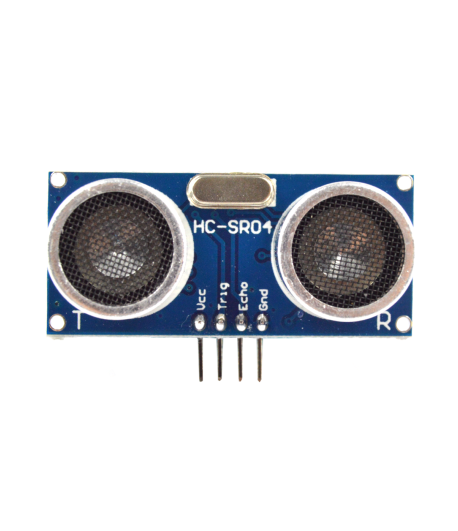 HC-SR04
Vcc
Trig
Echo
Gnd
T
R